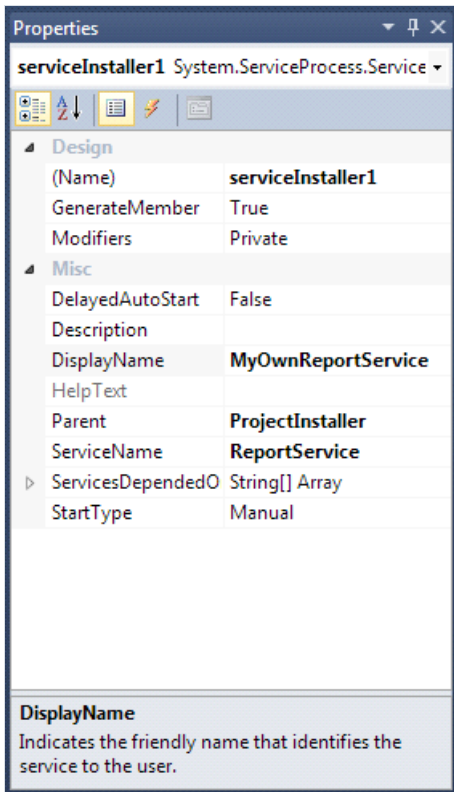 Properties
serviceInstaller1 System.ServiceProcess.Service
Design
(Name) serviceInstaller1
GenerateMember True
Modifiers Private
Misc
DelayedAutoStart False
Description
DisplayName MyOwnReportService
HelpText
Parent ProjectInstaller
ServiceName ReportService
ServicesDependedO String[] Array
StartType Manual
DisplayName
Indicates the friendly name that identifies the
service to the user.